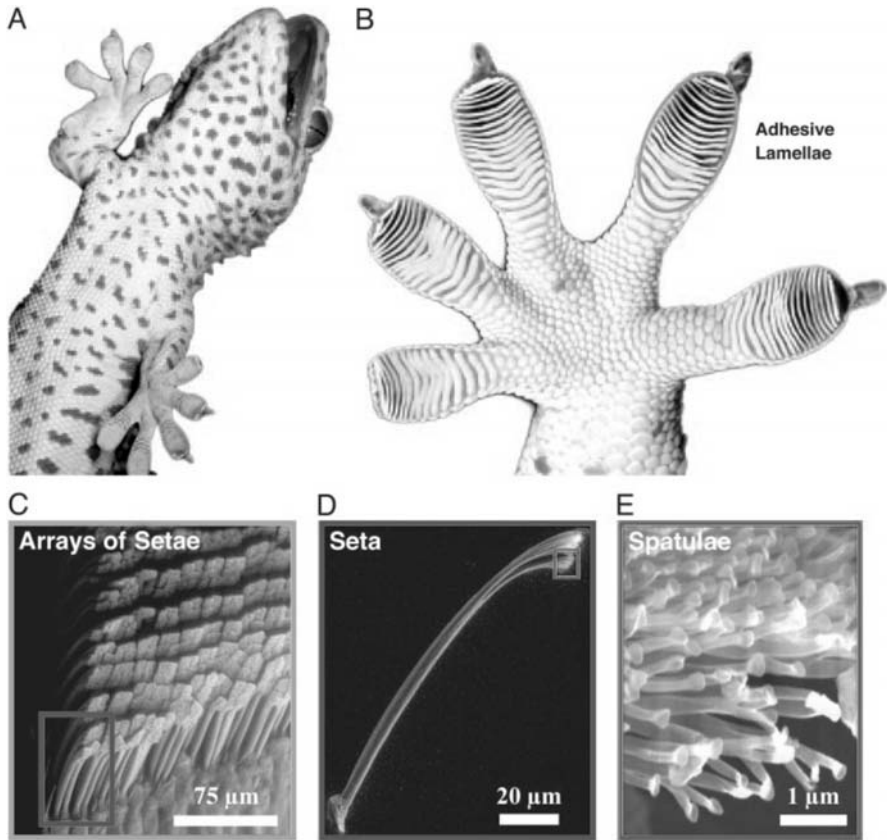 A
B
Adhesive
Lamellae
C
D
E
Arrays of Setae
Seta
Spatulae
75 µm
20 µm
1 µm